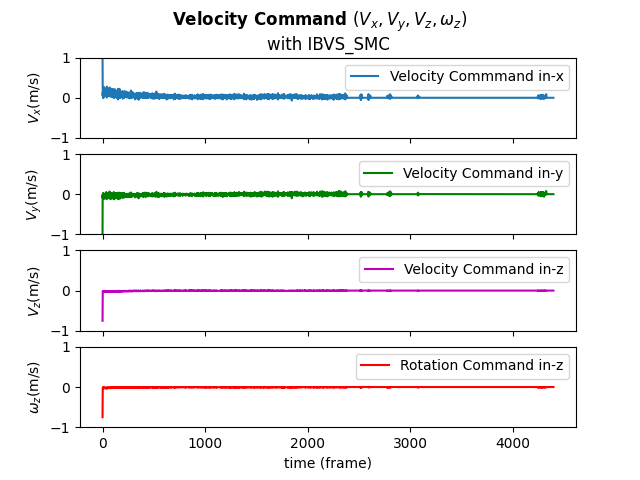 Velocity Command (Vx, Vy, Vz, ωz)
with IBVS_SMC
1
0
−1
Vx(m/s)
Velocity Commmand in-x
1
0
−1
Vy(m/s)
Velocity Command in-y
1
0
−1
Vz(m/s)
Velocity Command in-z
1
0
−1
ωz(m/s)
Rotation Command in-z
0 1000 2000 3000 4000
time (frame)